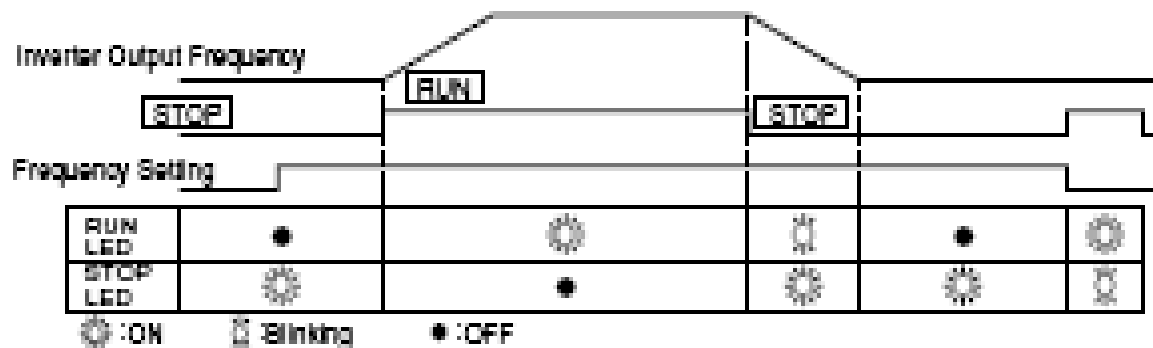 Inverter Output Frequency
RUN
STOP
STOP
Frequency Setting
RUN
LED
STOP
LED
:ON
:Blinking
:OFF